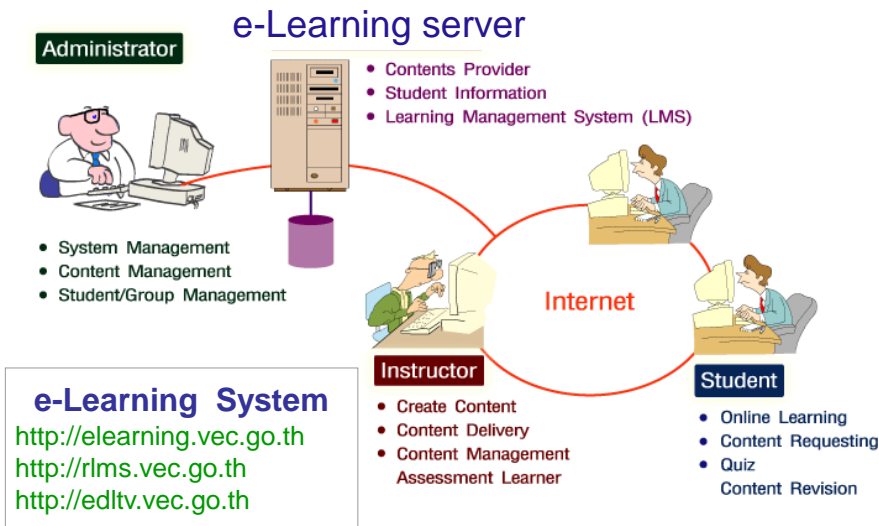 e-Learning server
Administrator
• Contents Provider
• Student Information
• Learning Management System (LMS)
• System Management
• Content Management
• Student/Group Management
Internet
Instructor
• Create Content
• Content Delivery
• Content Management
Assessment Learner
Student
• Online Learning
• Content Requesting
• Quiz
Content Revision
e-Learning System
http://elearning.vec.go.th
http://rlms.vec.go.th
http://edltv.vec.go.th